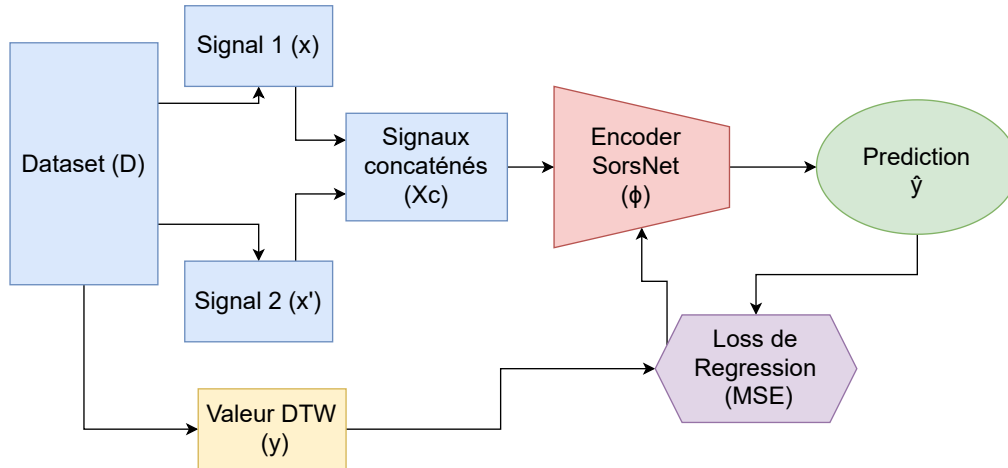 Signal 1 (x)
Dataset (D)
Signaux
concaténés
(Xc)
Encoder
SorsNet
(ϕ)
Prediction
ŷ
Signal 2 (x')
Loss de
Regression
(MSE)
Valeur DTW
(y)